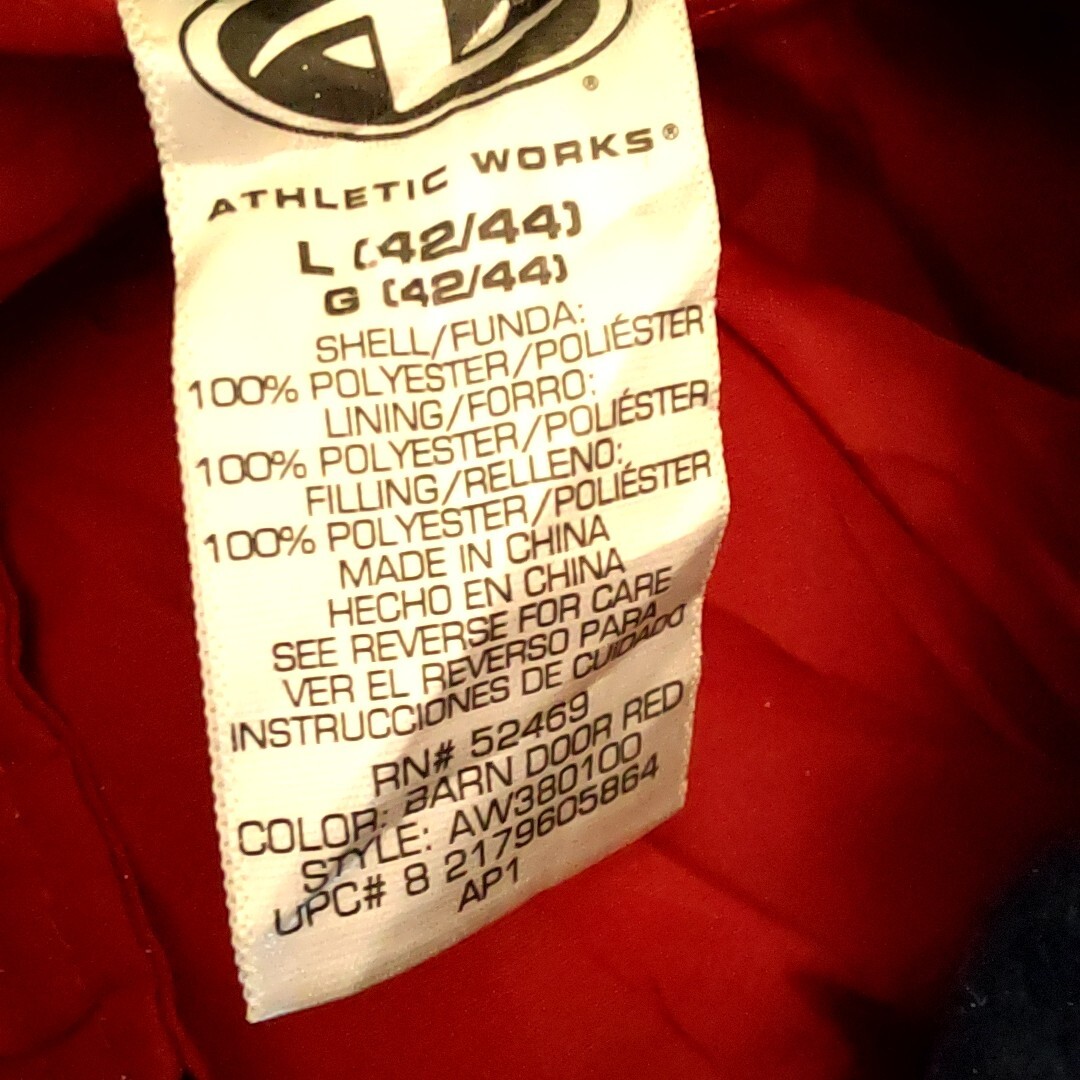 ®
ATHLETIC WORKS®
L (42/44)
G (42/44)
SHELL/FUNDA:
100% POLYESTER/POLIÉSTER
LINING/FORRO:
100% POLYESTER/POLIÉSTER
FILLING/RELLENO:
100% POLYESTER/POLIÉSTER
MADE IN CHINA
HECHO EN CHINA
SEE REVERSE FOR CARE
VER EL REVERSO PARA
INSTRUCCIONES DE CUIDADO
RN# 52469
COLOR: BARN DOOR RED
STYLE: AW380100
UPC# 8 2179605864
AP1